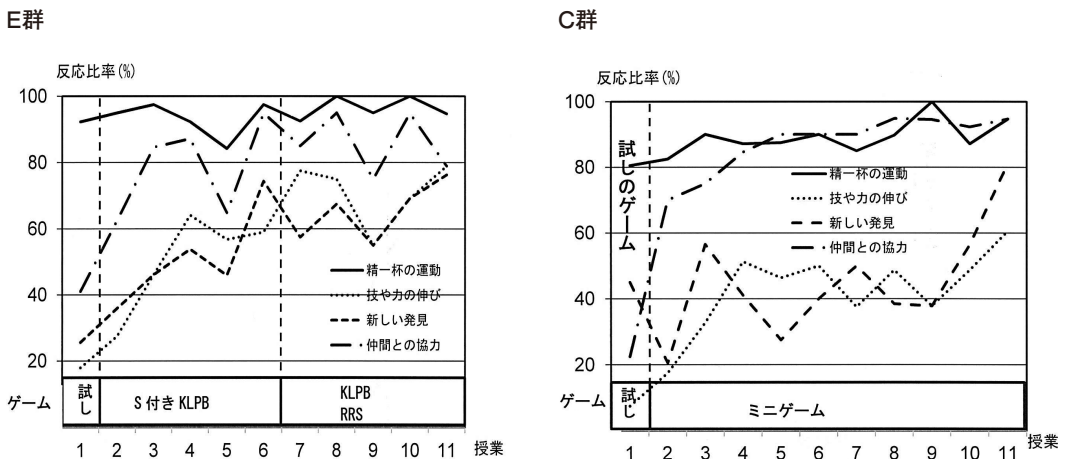 E群
反応比率(%)
100
80
60
40
20
精一杯の運動
技や力の伸び
新しい発見
仲間との協力
ゲーム
試し
S付きKLPB
KLPB
RRS
1 2 3 4 5 6 7 8 9 10 11 授業
C群
反応比率(%)
100
80
60
40
20
試しのゲーム
精一杯の運動
技や力の伸び
新しい発見
仲間との協力
ゲーム
試し
ミニゲーム
1 2 3 4 5 6 7 8 9 10 11 授業